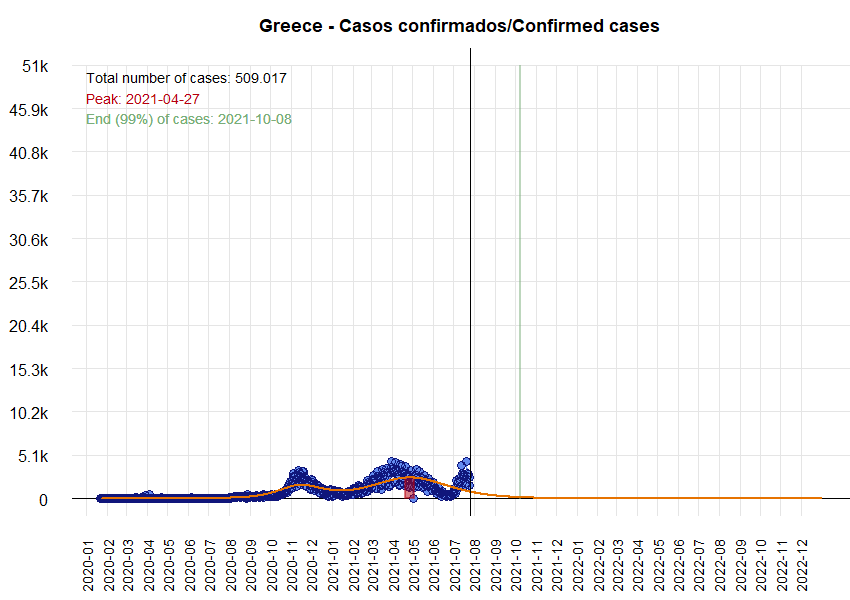 Greece - Casos confirmados/Confirmed cases
Total number of cases: 509.017
Peak: 2021-04-27
End (99%) of cases: 2021-10-08
51k
45.9k
40.8k
35.7k
30.6k
25.5k
20.4k
15.3k
10.2k
5.1k
0
2020-01
2020-02
2020-03
2020-04
2020-05
2020-06
2020-07
2020-08
2020-09
2020-10
2020-11
2020-12
2021-01
2021-02
2021-03
2021-04
2021-05
2021-06
2021-07
2021-08
2021-09
2021-10
2021-11
2021-12
2022-01
2022-02
2022-03
2022-04
2022-05
2022-06
2022-07
2022-08
2022-09
2022-10
2022-11
2022-12